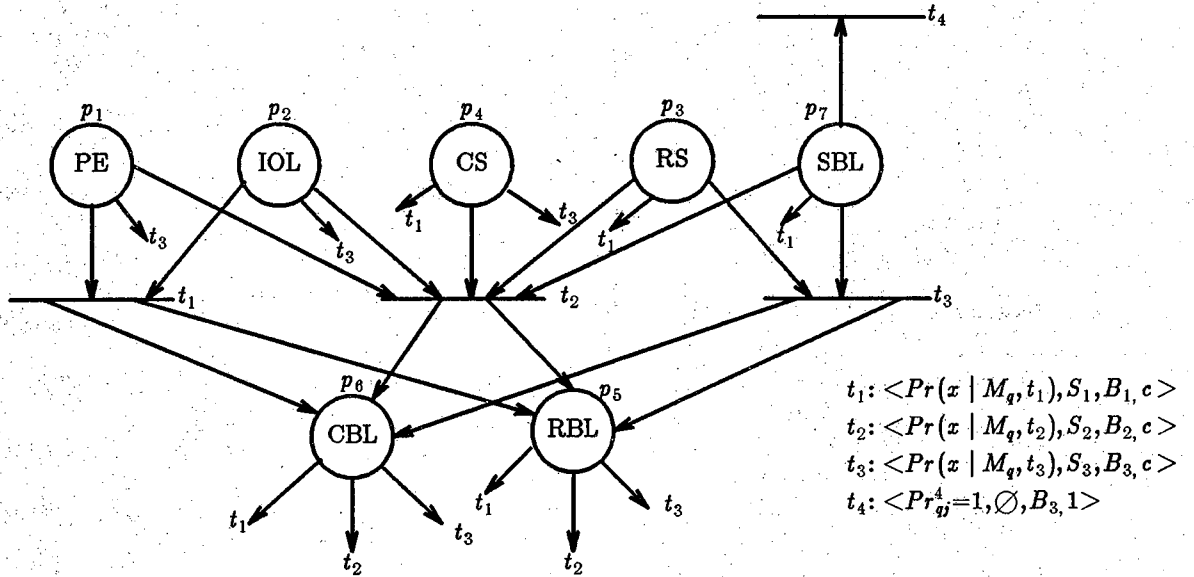 t4
p1 p2 p4 p3 p7
PE IOL CS RS SBL
t3 t3 t1 t3 t1 t1
t1 t2 t3
p6 p5
CBL RBL
t1 t2 t3 t1 t2 t3
t1: <Pr(x | Mq,t1),S1,B1,c>
t2: <Pr(x | Mq,t2),S2,B2,c>
t3: <Pr(x | Mq,t3),S3,B3,c>
t4: <Pr⁴qj=1,∅,B3,1>